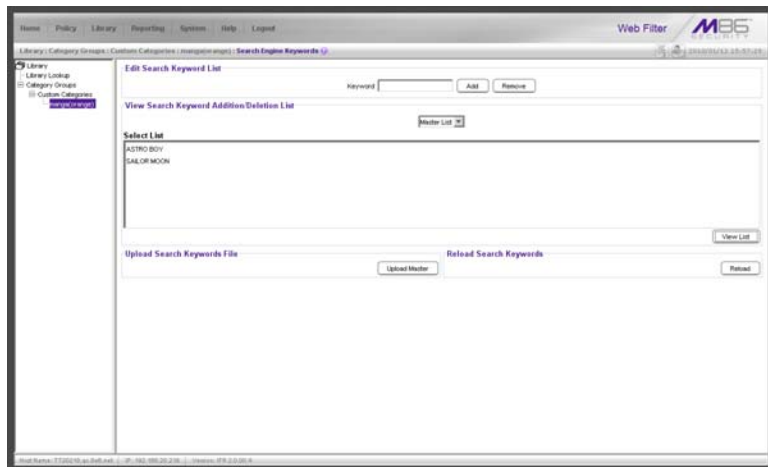 Home Policy Library Reporting System Help Logout
Web Filter M86 SECURITY
Library : Category Groups : Custom Categories : manga(orange) : Search Engine Keywords
Library
Library Lookup
Category Groups
Custom Categories
manga(orange)
Edit Search Keyword List
Keyword Add Remove
View Search Keyword Addition/Deletion List
Master List
Select List
ASTRO BOY
SAILOR MOON
View List
Upload Search Keywords File
Upload Master
Reload Search Keywords
Reload